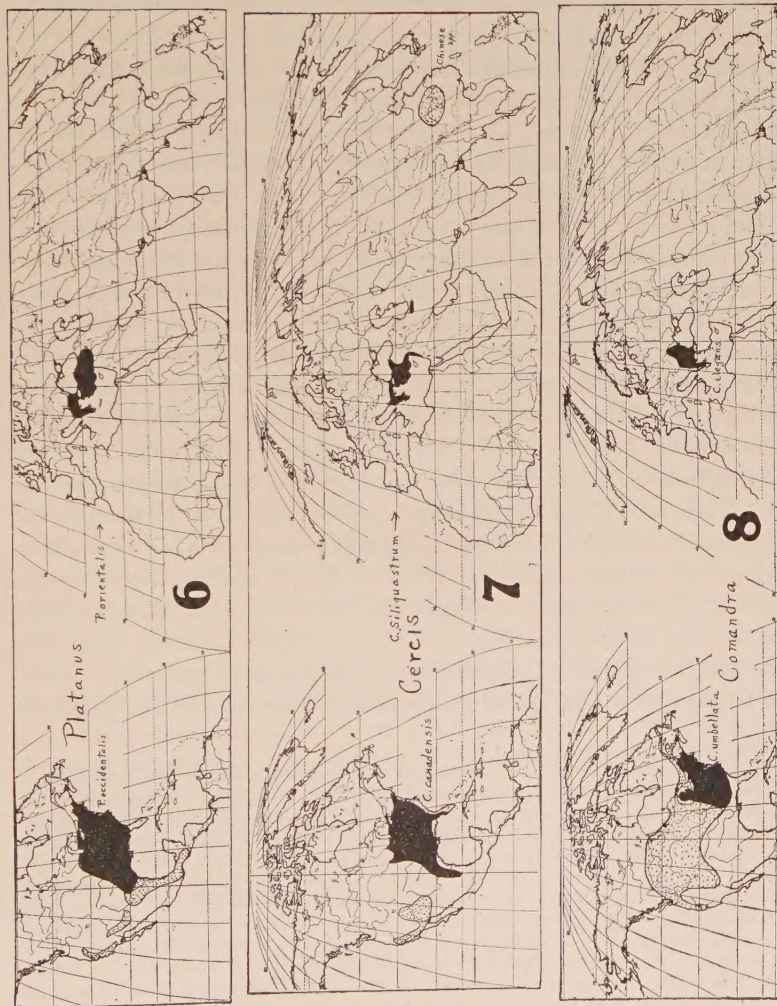 Platanus
P. occidentalis
P. orientalis →
6
Cercis
C. canadensis
C. siliquastrum →
Chinese
spp.
7
Comandra
C. umbellata
C. elegans
8